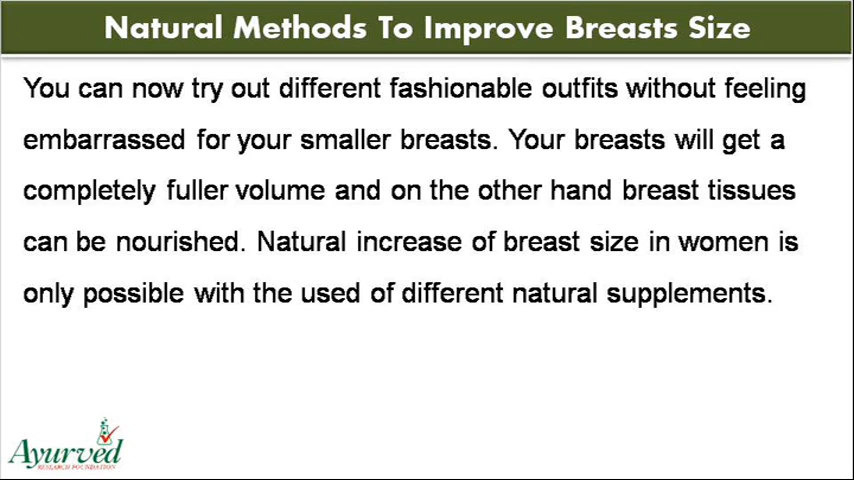 Natural Methods To Improve Breasts Size
You can now try out different fashionable outfits without feeling
embarrassed for your smaller breasts. Your breasts will get a
completely fuller volume and on the other hand breast tissues
can be nourished. Natural increase of breast size in women is
only possible with the used of different natural supplements.
Ayurved
RESEARCH FOUNDATION